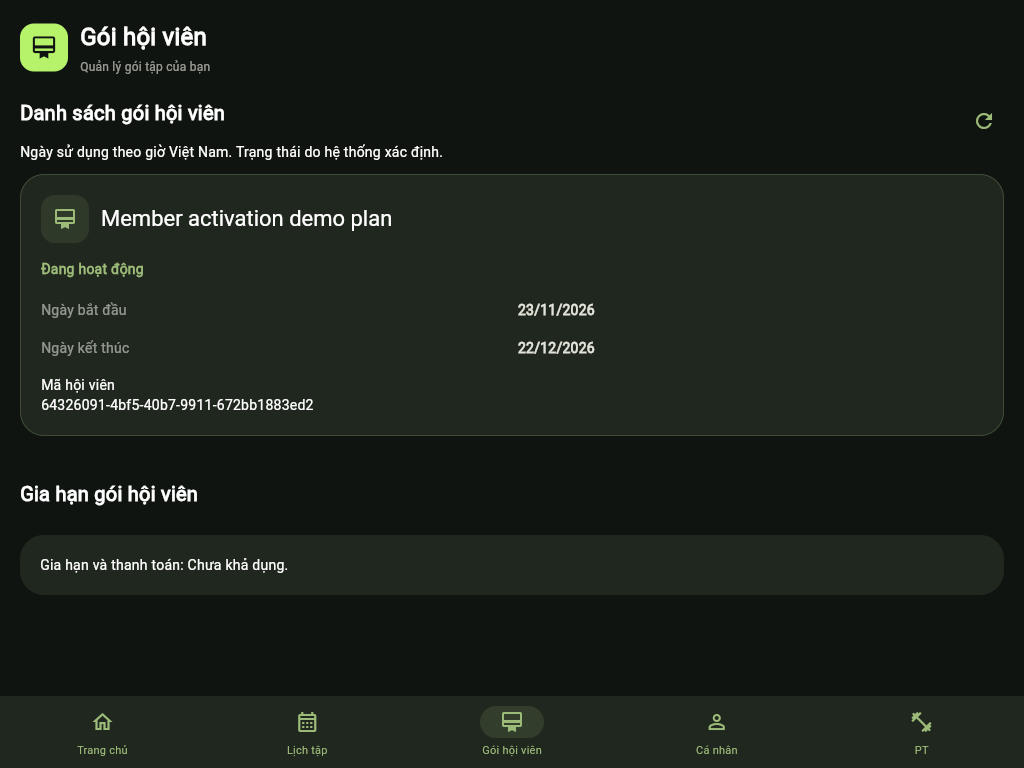 Gói hội viên
Quản lý gói tập của bạn
Danh sách gói hội viên
Ngày sử dụng theo giờ Việt Nam. Trạng thái do hệ thống xác định.
Member activation demo plan
Đang hoạt động
Ngày bắt đầu 23/11/2026
Ngày kết thúc 22/12/2026
Mã hội viên
64326091-4bf5-40b7-9911-672bb1883ed2
Gia hạn gói hội viên
Gia hạn và thanh toán: Chưa khả dụng.
Trang chủ Lịch tập Gói hội viên Cá nhân PT